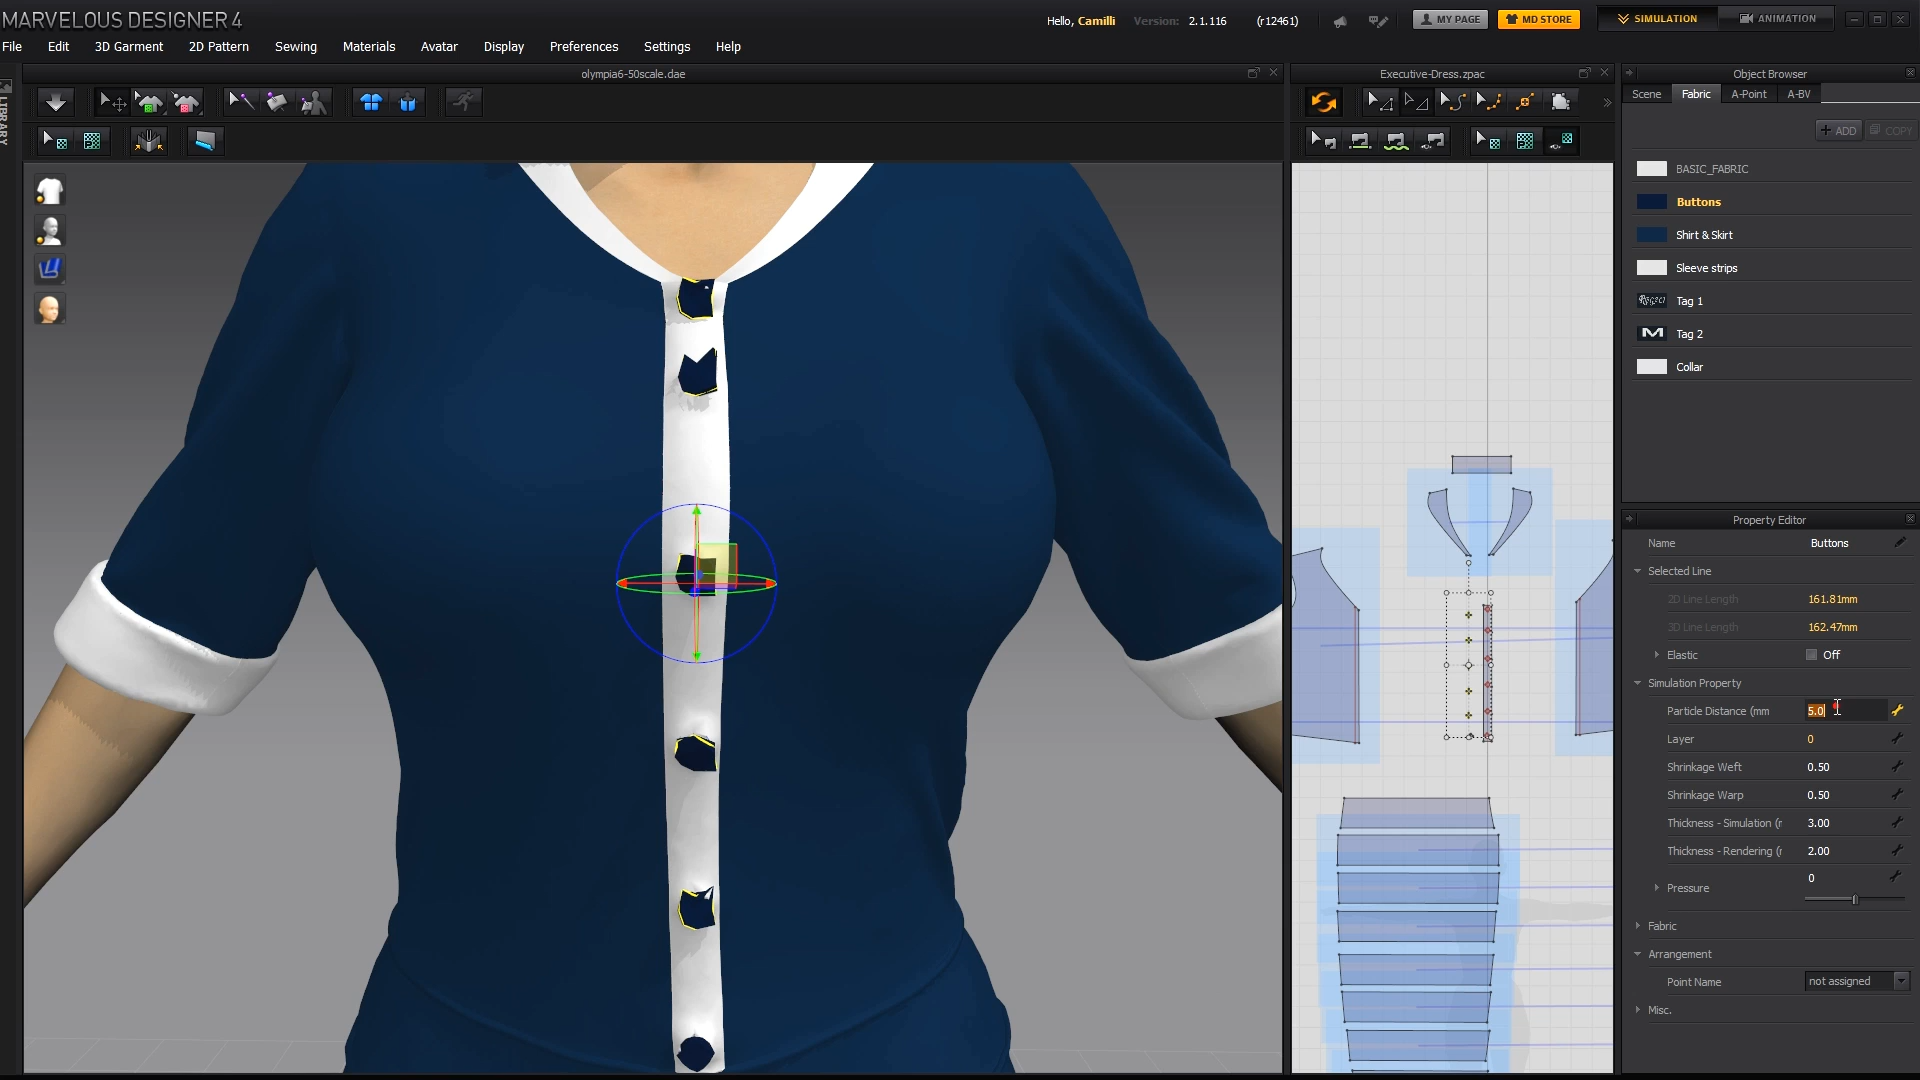 MARVELOUS DESIGNER 4
Hello, Camilli
Version: 2.1.116 (r12461)
MY PAGE
MD STORE
SIMULATION
ANIMATION
File Edit 3D Garment 2D Pattern Sewing Materials Avatar Display Preferences Settings Help
LIBRARY
olympia6-50scale.dae
Executive-Dress.zpac
Object Browser
Scene Fabric A-Point A-BV
+ ADD COPY
BASIC_FABRIC
Buttons
Shirt & Skirt
Sleeve strips
Tag 1
M Tag 2
Collar
Property Editor
Name Buttons
Selected Line
2D Line Length 161.81mm
3D Line Length 162.47mm
Elastic Off
Simulation Property
Particle Distance (mm 5.0
Layer 0
Shrinkage Weft 0.50
Shrinkage Warp 0.50
Thickness - Simulation (r 3.00
Thickness - Rendering (r 2.00
Pressure 0
Fabric
Arrangement
Point Name not assigned
Misc.